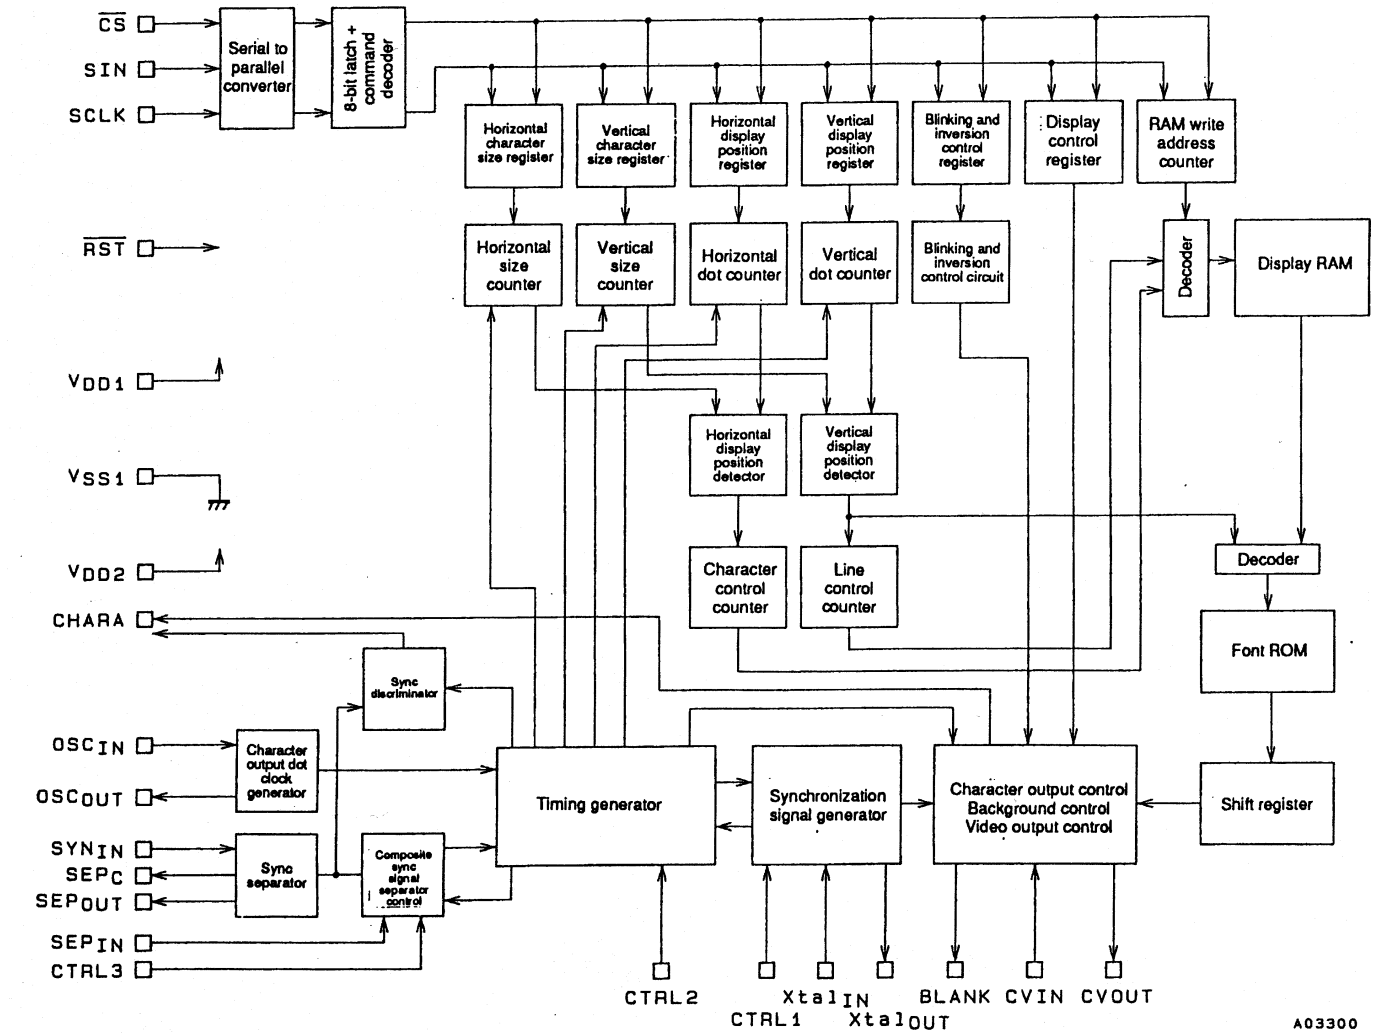 CS
SIN
SCLK
Serial to
parallel
converter
8-bit latch +
command
decoder
Horizontal
character
size register
Vertical
character
size register
Horizontal
display
position
register
Vertical
display
position
register
Blinking and
inversion
control
register
Display
control
register
RAM write
address
counter
RST
Horizontal
size
counter
Vertical
size
counter
Horizontal
dot counter
Vertical
dot counter
Blinking and
inversion
control circuit
Decoder
Display RAM
VDD1
VSS1
VDD2
CHARA
Horizontal
display
position
detector
Vertical
display
position
detector
Character
control
counter
Line
control
counter
Decoder
Font ROM
Sync
discriminator
OSCIN
OSCOUT
Character
output dot
clock
generator
Timing generator
Synchronization
signal generator
Character output control
Background control
Video output control
Shift register
SYNIN
SEPC
SEPOUT
SEPIN
CTRL3
Sync
separator
Composite
sync
signal
separator
control
CTRL2
CTRL1
XtalIN
XtalOUT
BLANK
CVIN
CVOUT
A03300